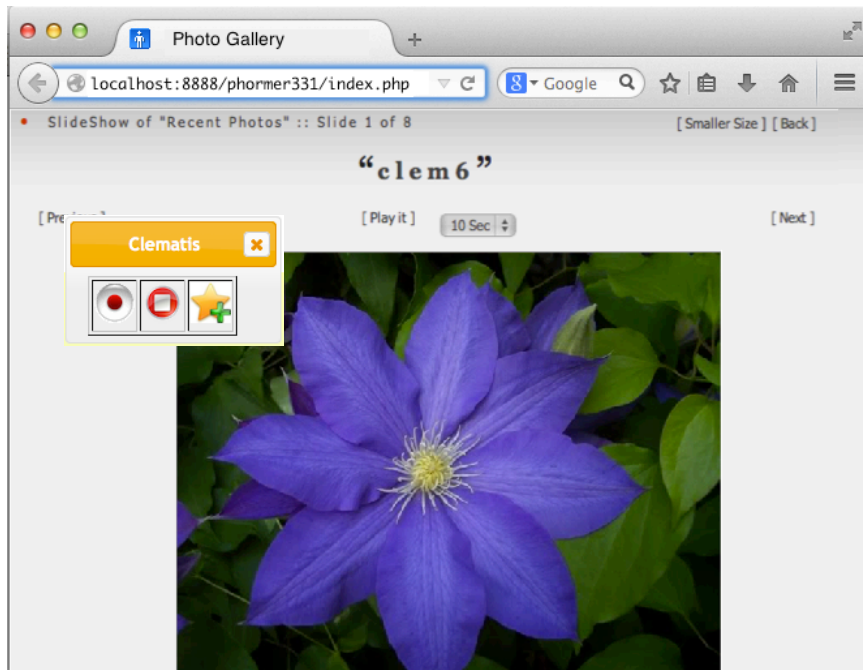 Photo Gallery
localhost:8888/phormer331/index.php
Google
SlideShow of "Recent Photos" :: Slide 1 of 8 [ Smaller Size ] [ Back ]
“clem6”
[ Play it ] 10 Sec [ Next ]
Clematis